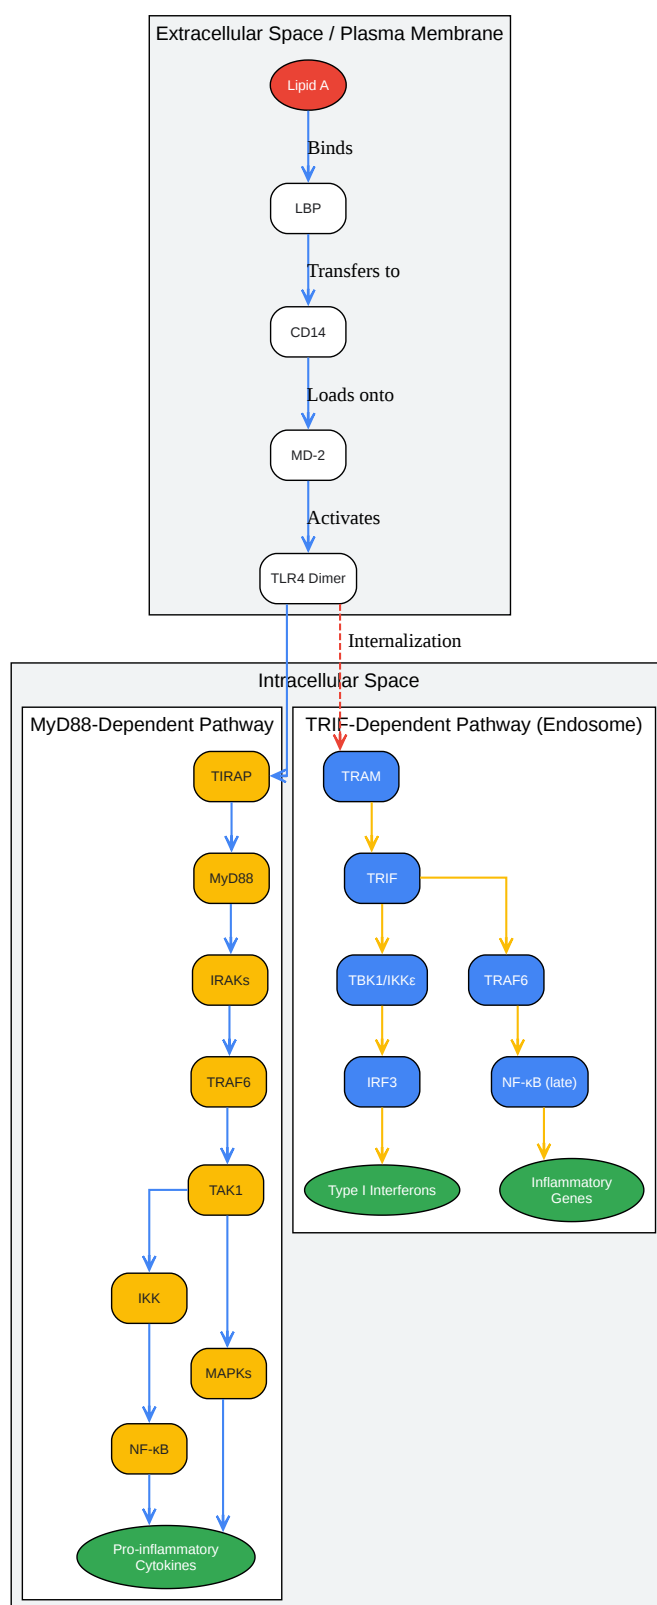 Extracellular Space / Plasma Membrane
Lipid A
Binds
LBP
Transfers to
CD14
Loads onto
MD-2
Activates
TLR4 Dimer
Internalization
Intracellular Space
MyD88-Dependent Pathway
TIRAP
MyD88
IRAKs
TRAF6
TAK1
IKK
MAPKs
NF-κB
Pro-inflammatory
Cytokines
TRIF-Dependent Pathway (Endosome)
TRAM
TRIF
TBK1/IKKε
TRAF6
IRF3
NF-κB (late)
Type I Interferons
Inflammatory
Genes